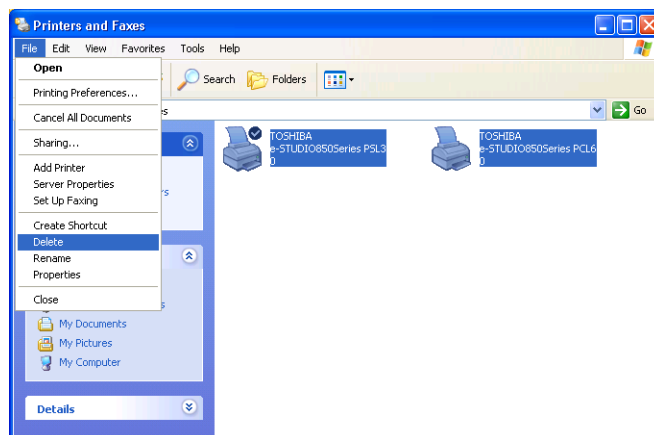 Printers and Faxes
File Edit View Favorites Tools Help
Open
Printing Preferences...
Cancel All Documents
Sharing...
Add Printer
Server Properties
Set Up Faxing
Create Shortcut
Delete
Rename
Properties
Close
Search Folders
Go
TOSHIBA
e-STUDIO850Series PSL3
0
TOSHIBA
e-STUDIO850Series PCL6
0
My Documents
My Pictures
My Computer
Details